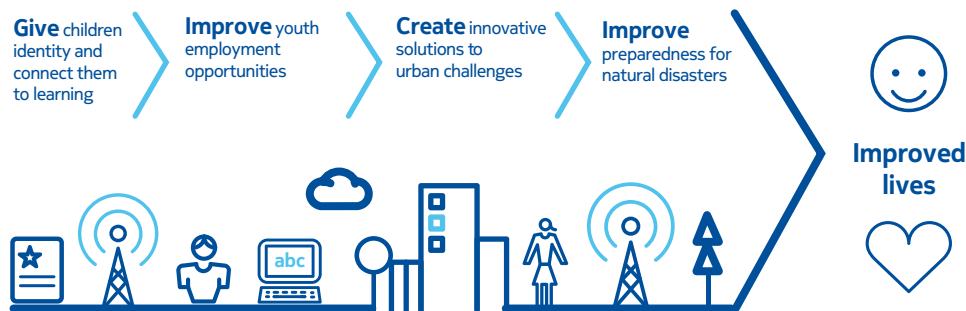 Give children
identity and
connect them
to learning
Improve youth
employment
opportunities
Create innovative
solutions to
urban challenges
Improve
preparedness for
natural disasters
Improved
lives
abc